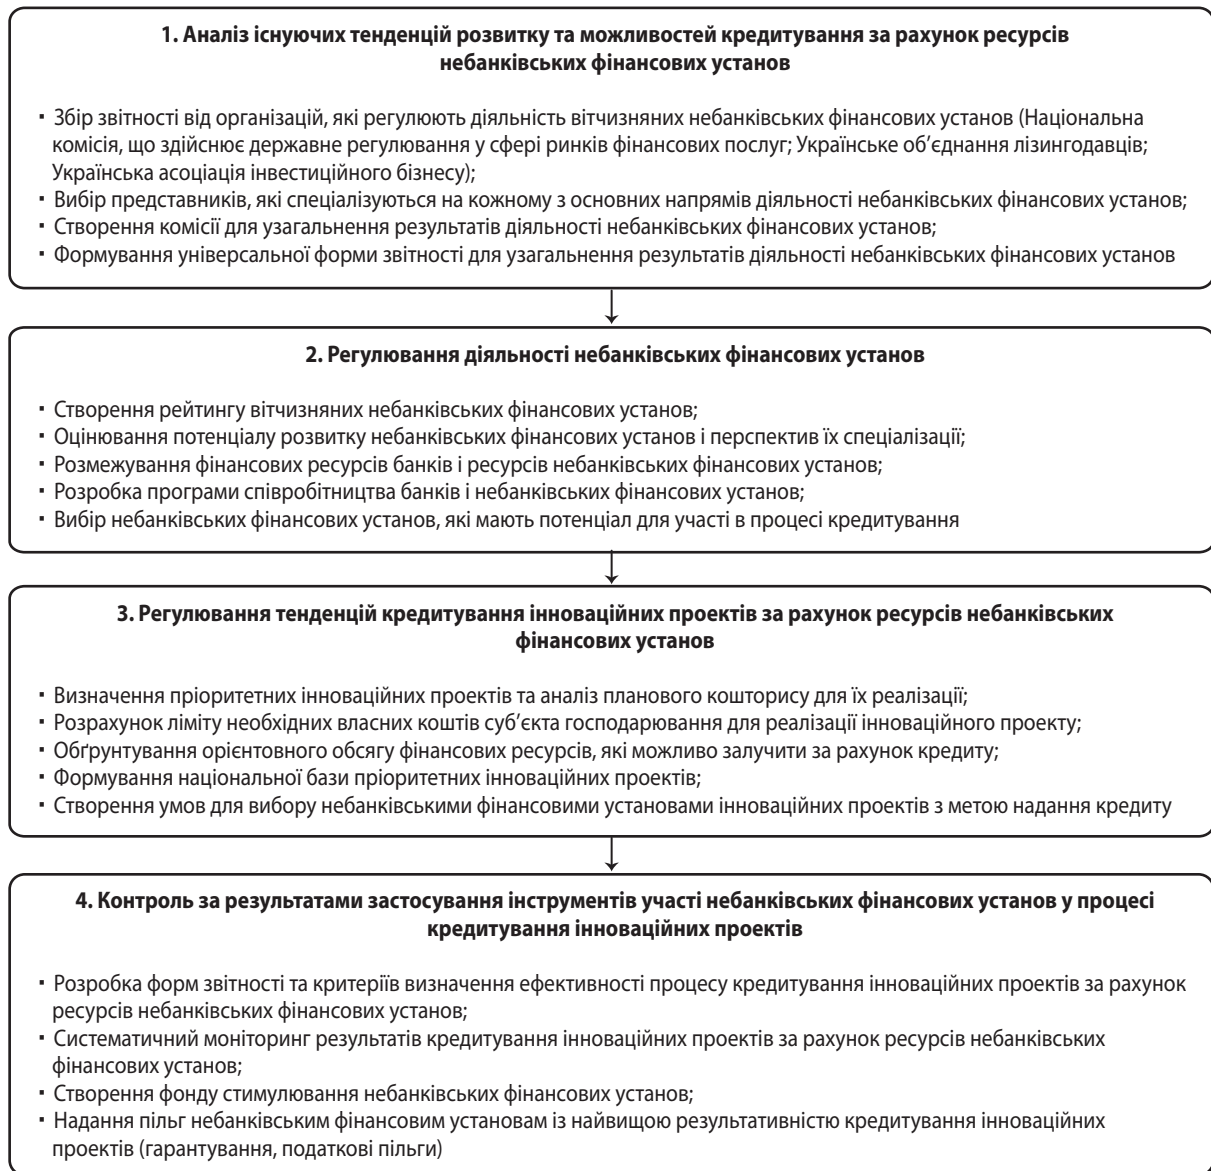 1. Аналіз існуючих тенденцій розвитку та можливостей кредитування за рахунок ресурсів
небанківських фінансових установ
▪ Збір звітності від організацій, які регулюють діяльність вітчизняних небанківських фінансових установ (Національна
комісія, що здійснює державне регулювання у сфері ринків фінансових послуг; Українське об’єднання лізингодавців;
Українська асоціація інвестиційного бізнесу);
▪ Вибір представників, які спеціалізуються на кожному з основних напрямів діяльності небанківських фінансових установ;
▪ Створення комісії для узагальнення результатів діяльності небанківських фінансових установ;
▪ Формування універсальної форми звітності для узагальнення результатів діяльності небанківських фінансових установ
↓
2. Регулювання діяльності небанківських фінансових установ
▪ Створення рейтингу вітчизняних небанківських фінансових установ;
▪ Оцінювання потенціалу розвитку небанківських фінансових установ і перспектив їх спеціалізації;
▪ Розмежування фінансових ресурсів банків і ресурсів небанківських фінансових установ;
▪ Розробка програми співробітництва банків і небанківських фінансових установ;
▪ Вибір небанківських фінансових установ, які мають потенціал для участі в процесі кредитування
↓
3. Регулювання тенденцій кредитування інноваційних проектів за рахунок ресурсів небанківських
фінансових установ
▪ Визначення пріоритетних інноваційних проектів та аналіз планового кошторису для їх реалізації;
▪ Розрахунок ліміту необхідних власних коштів суб’єкта господарювання для реалізації інноваційного проекту;
▪ Обґрунтування орієнтовного обсягу фінансових ресурсів, які можливо залучити за рахунок кредиту;
▪ Формування національної бази пріоритетних інноваційних проектів;
▪ Створення умов для вибору небанківськими фінансовими установами інноваційних проектів з метою надання кредиту
↓
4. Контроль за результатами застосування інструментів участі небанківських фінансових установ у процесі
кредитування інноваційних проектів
▪ Розробка форм звітності та критеріїв визначення ефективності процесу кредитування інноваційних проектів за рахунок
ресурсів небанківських фінансових установ;
▪ Систематичний моніторинг результатів кредитування інноваційних проектів за рахунок ресурсів небанківських
фінансових установ;
▪ Створення фонду стимулювання небанківських фінансових установ;
▪ Надання пільг небанківським фінансовим установам із найвищою результативністю кредитування інноваційних
проектів (гарантування, податкові пільги)